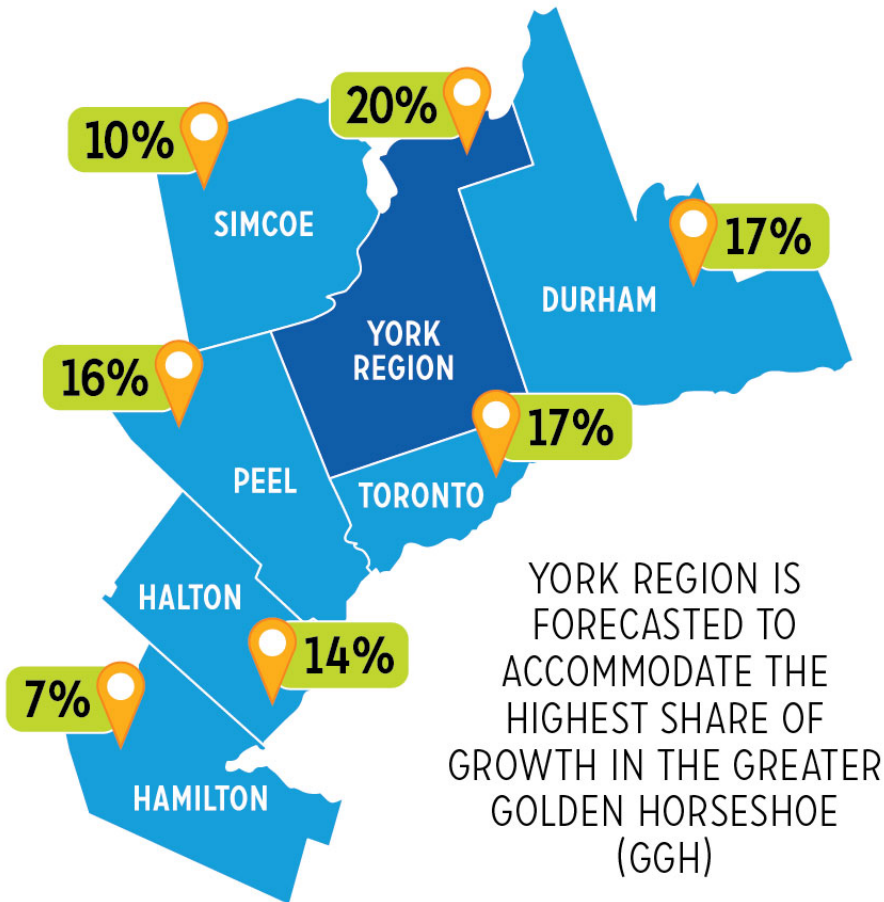 20%
10%
SIMCOE
17%
DURHAM
YORK
REGION
16%
17%
PEEL
TORONTO
HALTON
14%
7%
HAMILTON
YORK REGION IS
FORECASTED TO
ACCOMMODATE THE
HIGHEST SHARE OF
GROWTH IN THE GREATER
GOLDEN HORSESHOE
(GGH)